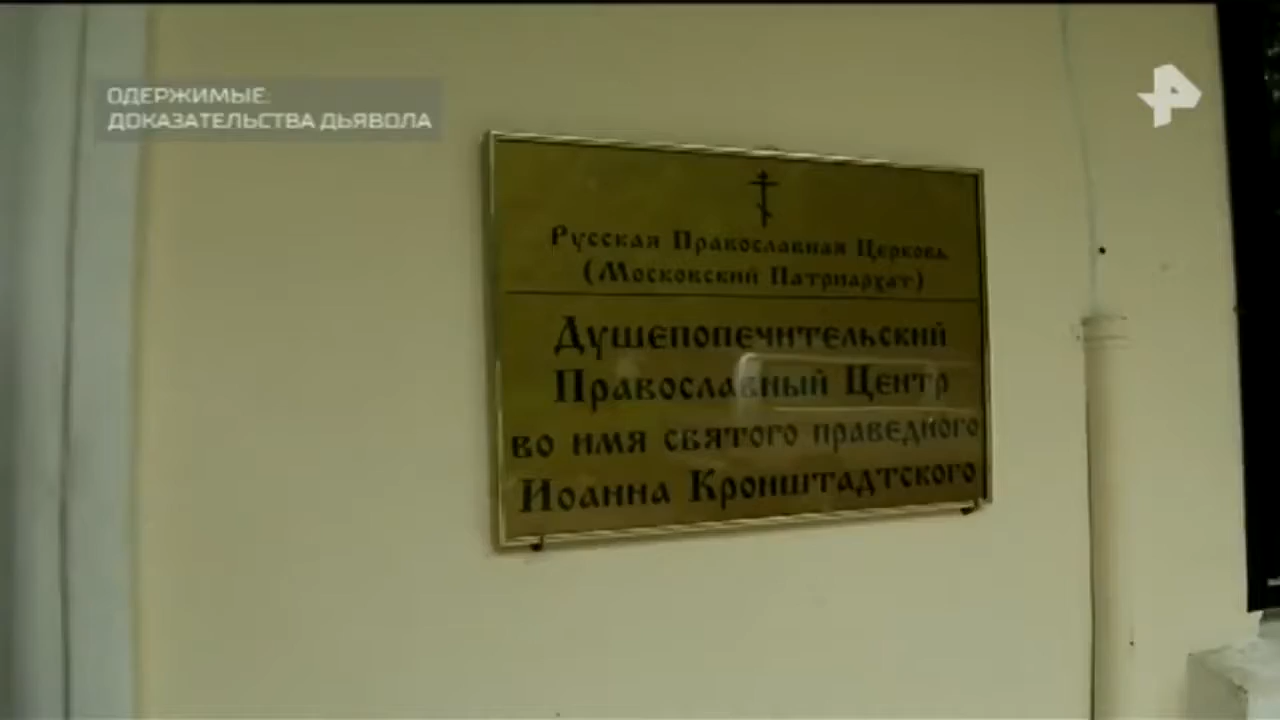 ОДЕРЖИМЫЕ:
ДОКАЗАТЕЛЬСТВА ДЬЯВОЛА
Русская Православная Церковь
(Московский Патриархат)
Душепопечительский
Православный Центр
во имя святого праведного
Иоанна Кронштадтского